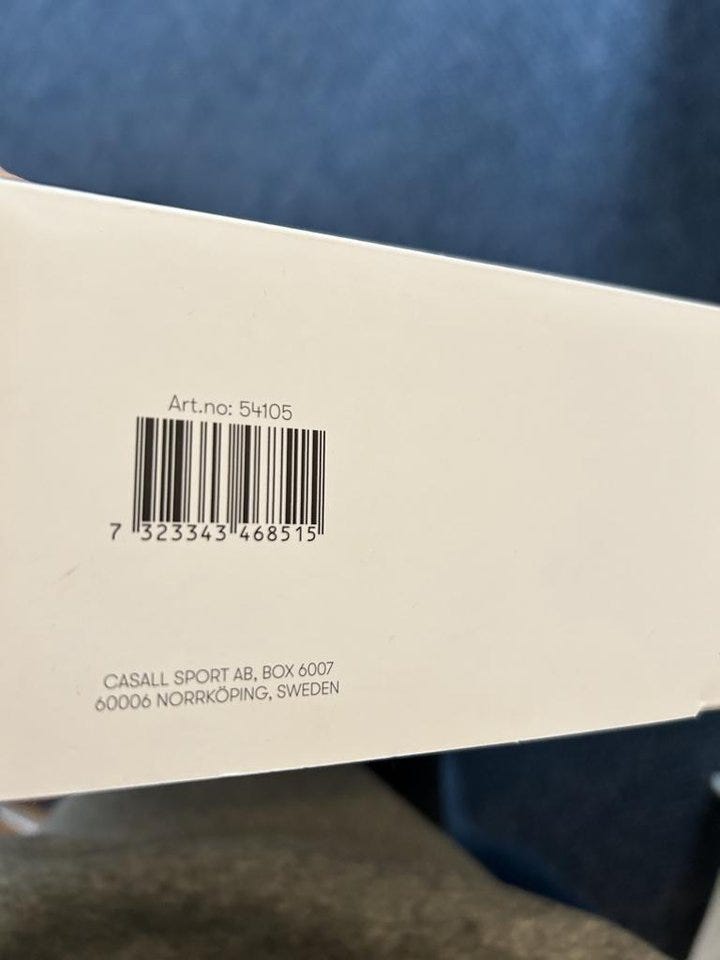 Art.no: 54105
7 323343 468515
CASALL SPORT AB, BOX 6007
60006 NORRKÖPING, SWEDEN